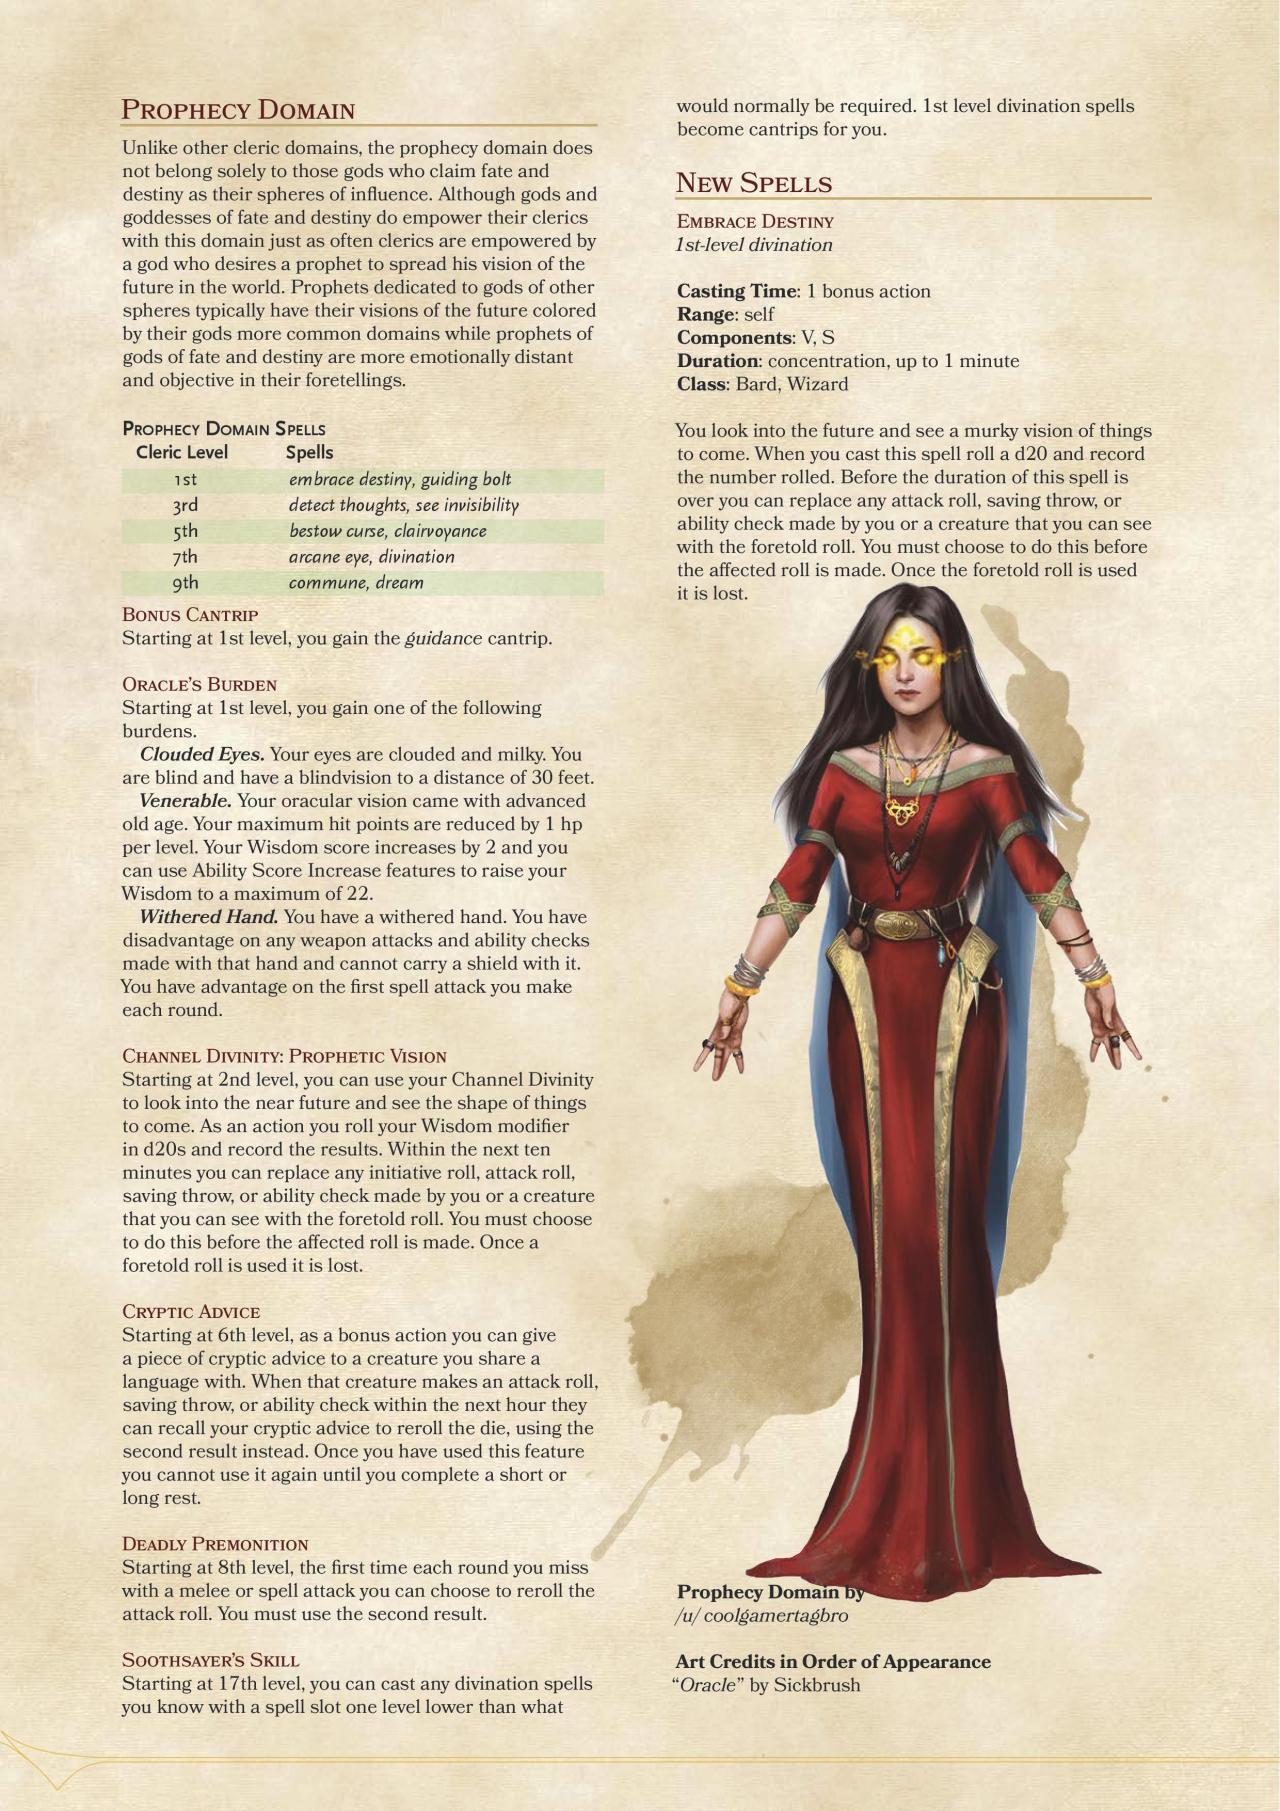 Prophecy Domain
Unlike other cleric domains, the prophecy domain does
not belong solely to those gods who claim fate and
destiny as their spheres of influence. Although gods and
goddesses of fate and destiny do empower their clerics
with this domain just as often clerics are empowered by
a god who desires a prophet to spread his vision of the
future in the world. Prophets dedicated to gods of other
spheres typically have their visions of the future colored
by their gods more common domains while prophets of
gods of fate and destiny are more emotionally distant
and objective in their foretellings.
Prophecy Domain Spells
Cleric Level Spells
1st embrace destiny, guiding bolt
3rd detect thoughts, see invisibility
5th bestow curse, clairvoyance
7th arcane eye, divination
9th commune, dream
Bonus Cantrip
Starting at 1st level, you gain the guidance cantrip.
Oracle's Burden
Starting at 1st level, you gain one of the following
burdens.
Clouded Eyes. Your eyes are clouded and milky. You
are blind and have a blindvision to a distance of 30 feet.
Venerable. Your oracular vision came with advanced
old age. Your maximum hit points are reduced by 1 hp
per level. Your Wisdom score increases by 2 and you
can use Ability Score Increase features to raise your
Wisdom to a maximum of 22.
Withered Hand. You have a withered hand. You have
disadvantage on any weapon attacks and ability checks
made with that hand and cannot carry a shield with it.
You have advantage on the first spell attack you make
each round.
Channel Divinity: Prophetic Vision
Starting at 2nd level, you can use your Channel Divinity
to look into the near future and see the shape of things
to come. As an action you roll your Wisdom modifier
in d20s and record the results. Within the next ten
minutes you can replace any initiative roll, attack roll,
saving throw, or ability check made by you or a creature
that you can see with the foretold roll. You must choose
to do this before the affected roll is made. Once a
foretold roll is used it is lost.
Cryptic Advice
Starting at 6th level, as a bonus action you can give
a piece of cryptic advice to a creature you share a
language with. When that creature makes an attack roll,
saving throw, or ability check within the next hour they
can recall your cryptic advice to reroll the die, using the
second result instead. Once you have used this feature
you cannot use it again until you complete a short or
long rest.
Deadly Premonition
Starting at 8th level, the first time each round you miss
with a melee or spell attack you can choose to reroll the
attack roll. You must use the second result.
Soothsayer's Skill
Starting at 17th level, you can cast any divination spells
you know with a spell slot one level lower than what
would normally be required. 1st level divination spells
become cantrips for you.
New Spells
Embrace Destiny
1st-level divination
Casting Time: 1 bonus action
Range: self
Components: V, S
Duration: concentration, up to 1 minute
Class: Bard, Wizard
You look into the future and see a murky vision of things
to come. When you cast this spell roll a d20 and record
the number rolled. Before the duration of this spell is
over you can replace any attack roll, saving throw, or
ability check made by you or a creature that you can see
with the foretold roll. You must choose to do this before
the affected roll is made. Once the foretold roll is used
it is lost.
Prophecy Domain by
/u/ coolgamertagbro
Art Credits in Order of Appearance
“Oracle” by Sickbrush